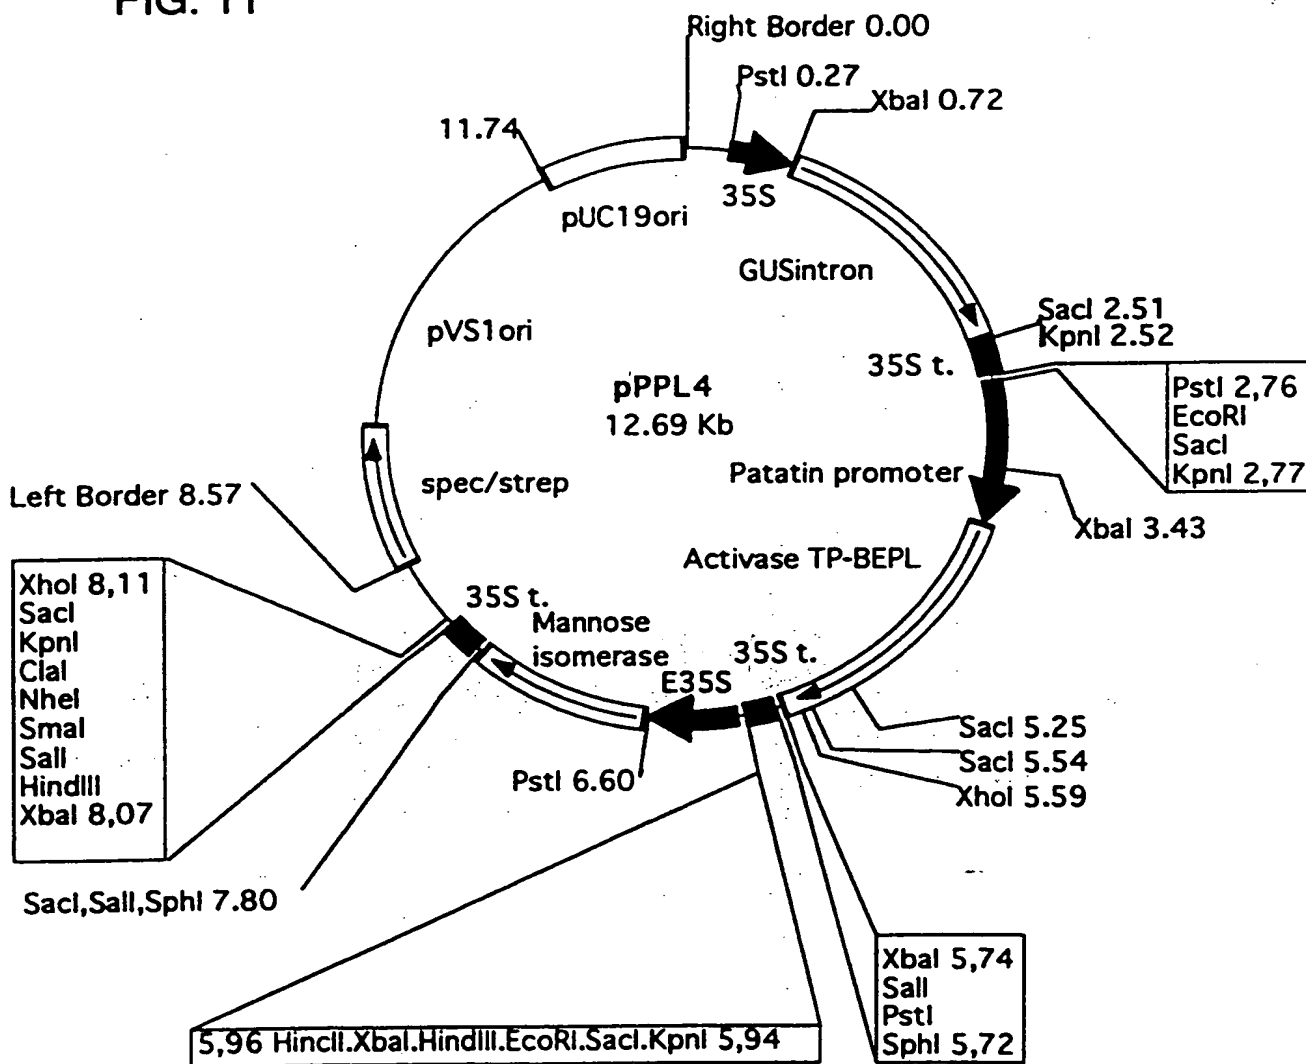 FIG. 11
Right Border 0.00
PstI 0.27
XbaI 0.72
11.74
35S
pUC19ori
GUSintron
SacI 2.51
KpnI 2.52
pVS1ori
35S t.
pPPL4
12.69 Kb
PstI 2,76
EcoRI
SacI
KpnI 2,77
Patatin promoter
spec/strep
Left Border 8.57
XbaI 3.43
Activase TP-BEPL
XhoI 8,11
SacI
KpnI
ClaI
NheI
SmaI
SalI
HindIII
XbaI 8,07
35S t.
Mannose
isomerase
35S t.
E35S
SacI 5.25
SacI 5.54
XhoI 5.59
PstI 6.60
SacI,SalI,SphI 7.80
XbaI 5,74
SalI
PstI
SphI 5,72
5,96 HincII.XbaI.HindIII.EcoRI.SacI.KpnI 5,94